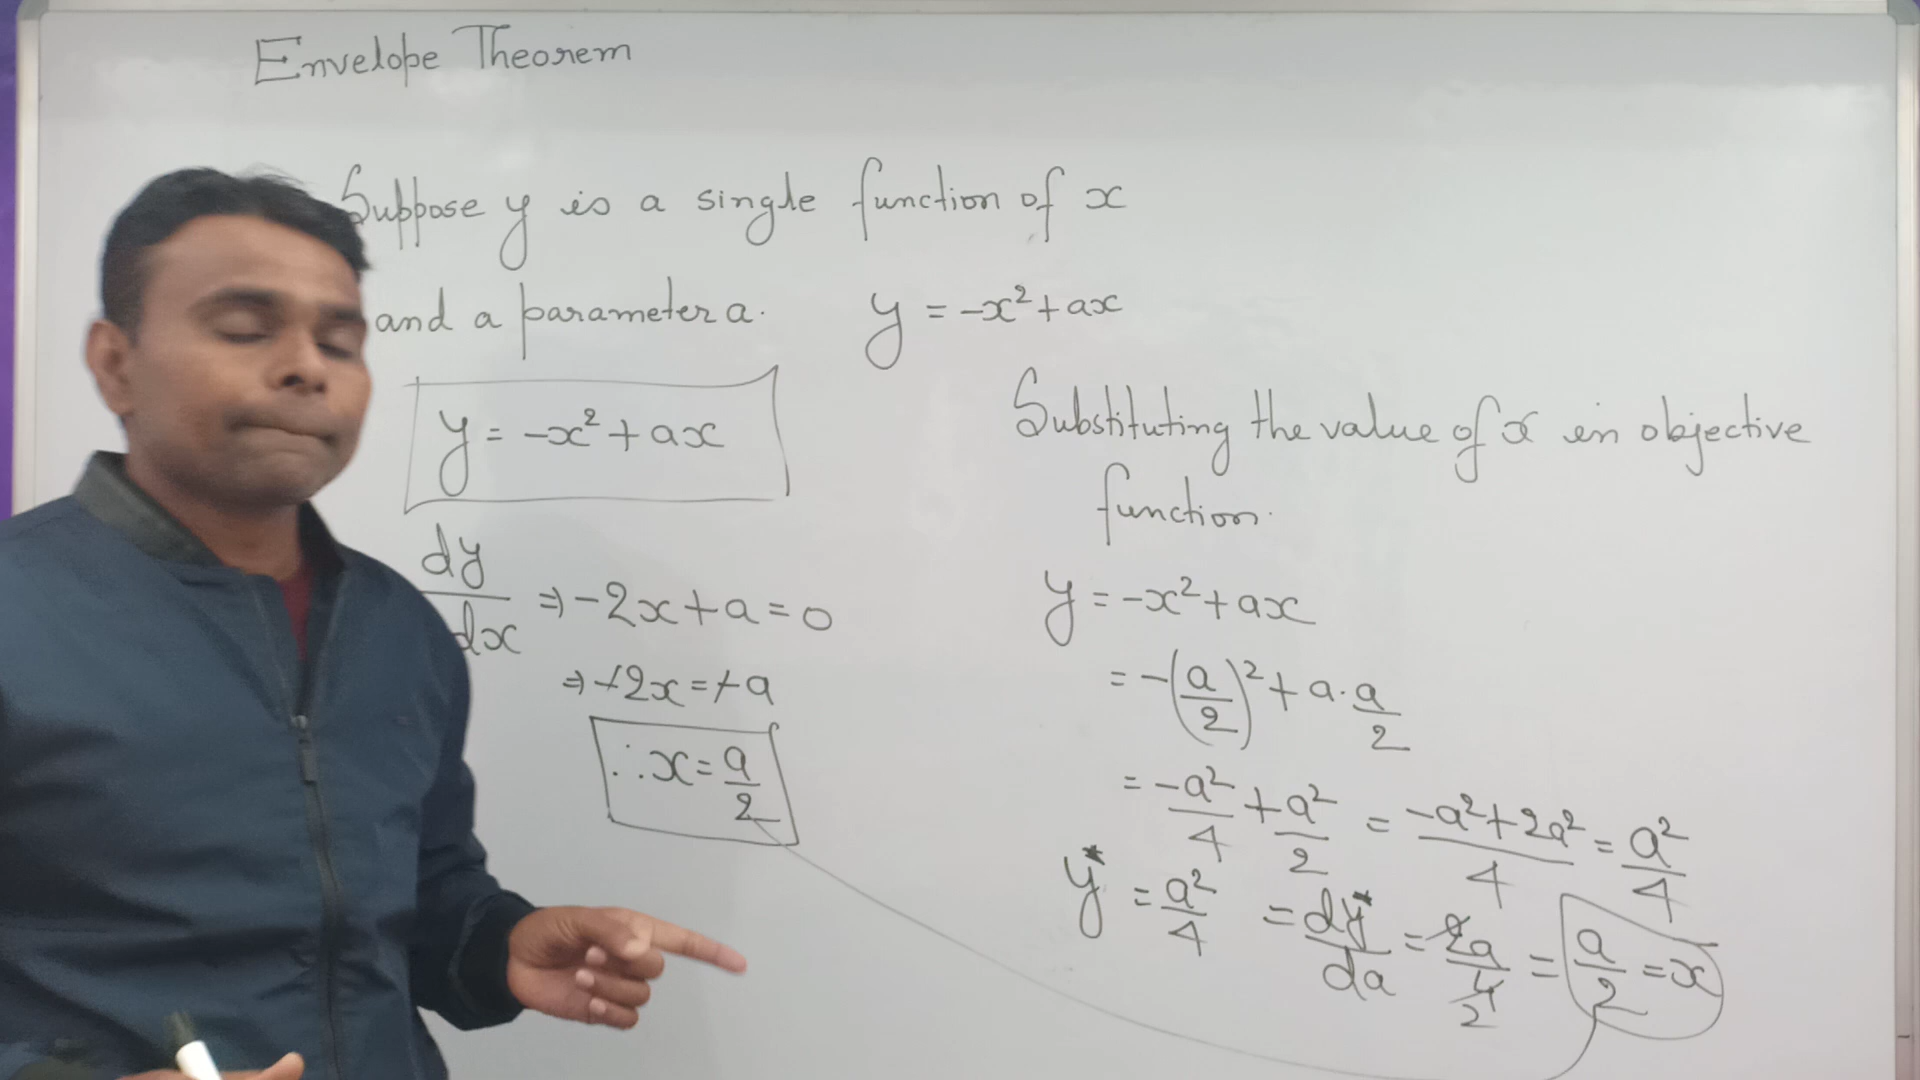 Envelope Theorem
Suppose y is a single function of x
and a parameter a. y = -x² + ax
y = -x² + ax
dy/dx ⇒ -2x + a = 0
⇒ -2x = -a
∴ x = a/2
Substituting the value of x in objective
function.
y = -x² + ax
= -(a/2)² + a · a/2
= -a²/4 + a²/2 = (-a² + 2a²)/4 = a²/4
y* = a²/4 = dy*/da = 2a/4 2 = a/2 = x